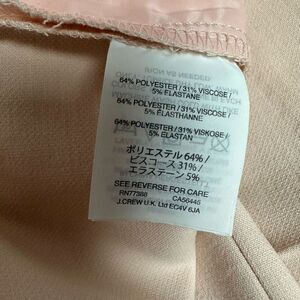 64% POLYESTER / 31% VISCOSE /
5% ELASTANE
64% POLYESTER / 31% VISCOSE /
5% ÉLASTHANNE
64% POLYESTER / 31% VISKOSE /
5% ELASTAN
ポリエステル 64% /
ビスコース 31% /
エラステーン 5%
SEE REVERSE FOR CARE
RN77388 CA56445
J.CREW U.K. Ltd EC4V 6JA